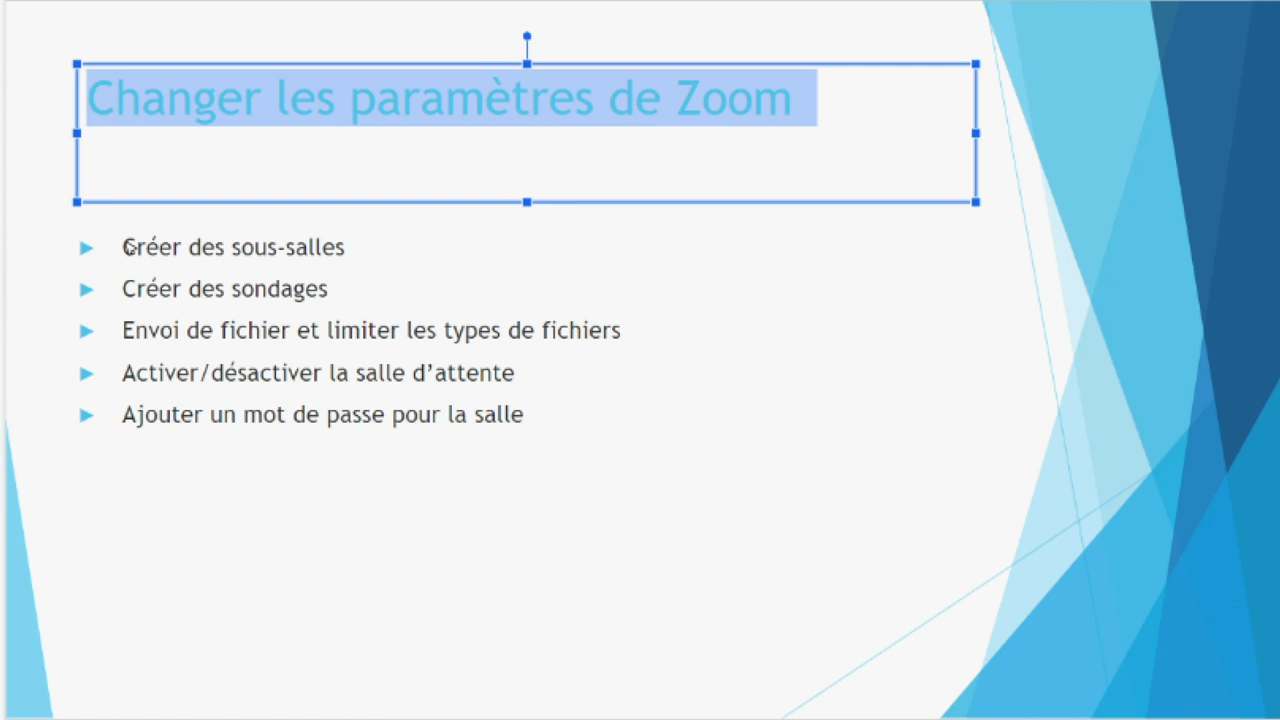 Changer les paramètres de Zoom
Créer des sous-salles
Créer des sondages
Envoi de fichier et limiter les types de fichiers
Activer/désactiver la salle d’attente
Ajouter un mot de passe pour la salle